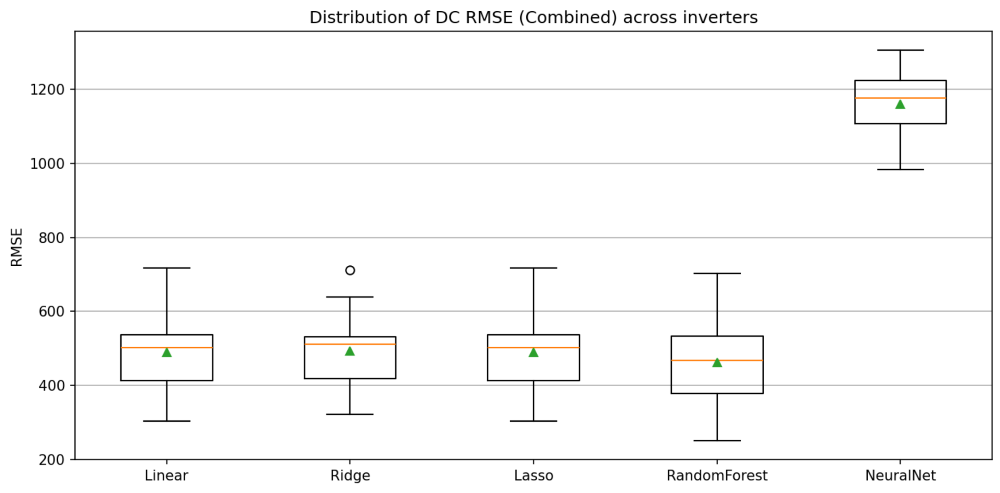 Distribution of DC RMSE (Combined) across inverters
RMSE
1200
1000
800
600
400
200
Linear Ridge Lasso RandomForest NeuralNet